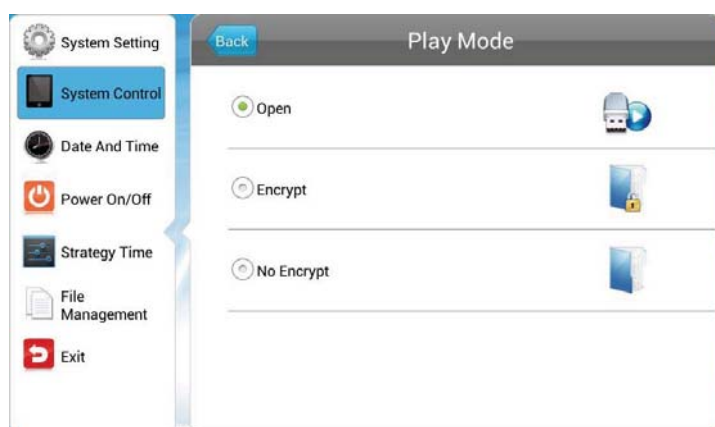 System Setting
System Control
Date And Time
Power On/Off
Strategy Time
File
Management
Exit
Back
Play Mode
Open
Encrypt
No Encrypt